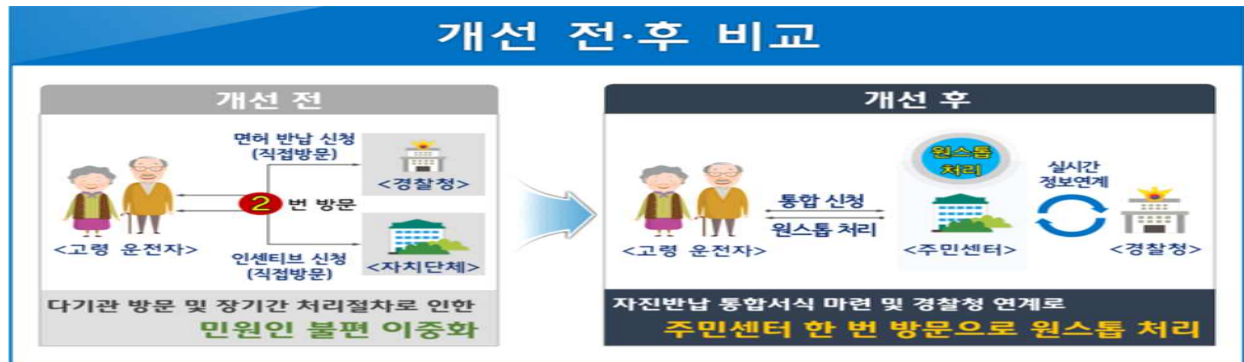 개선 전·후 비교
개선 전
면허 반납 신청
(직접방문)
<경찰청>
2 번 방문
<고령 운전자>
인센티브 신청
(직접방문)
<자치단체>
다기관 방문 및 장기간 처리절차로 인한
민원인 불편 이중화
개선 후
원스톱
처리
실시간
정보연계
통합 신청
원스톱 처리
<고령 운전자>
<주민센터>
<경찰청>
자진반납 통합서식 마련 및 경찰청 연계로
주민센터 한 번 방문으로 원스톱 처리